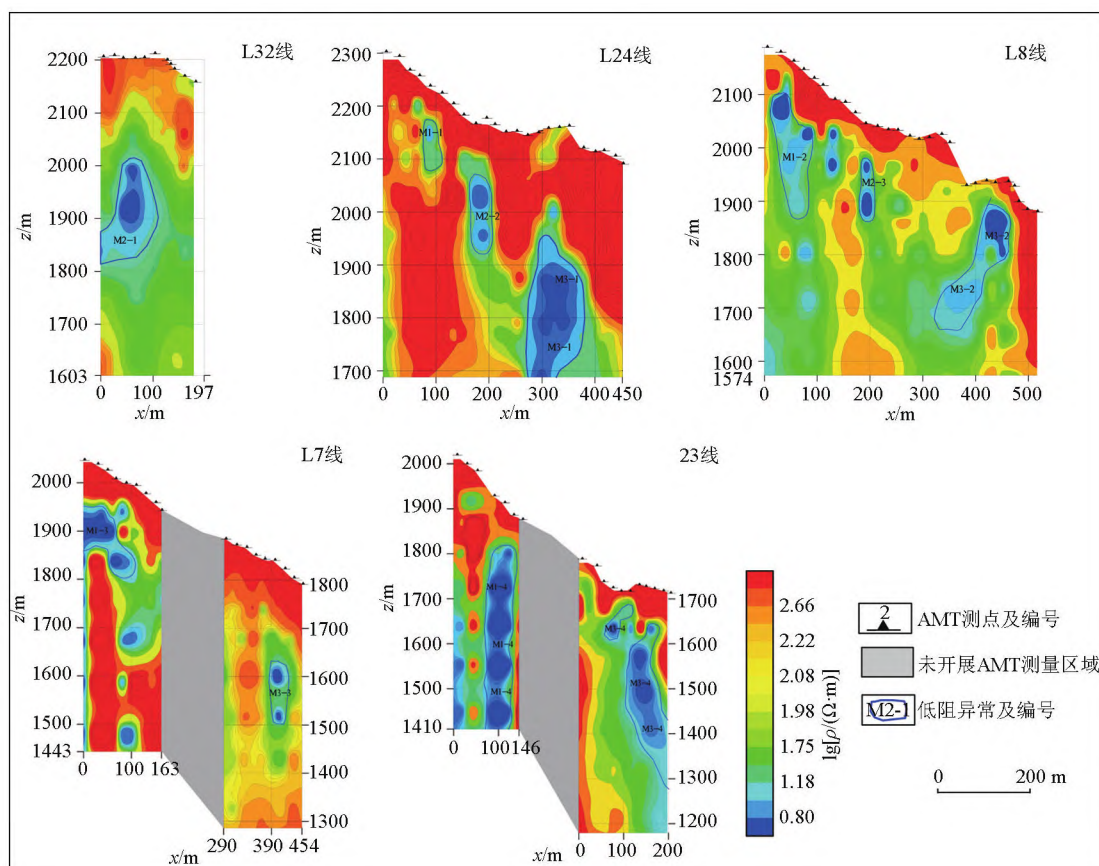 L32线
2200
2100
2000
1900
1800
1700
1603
z/m
M2-1
0 100 197
x/m
L24线
2300
2200
2100
2000
1900
1800
1700
z/m
M1-1
M2-2
M3-1
M3-1
0 100 200 300 400 450
x/m
L8线
2100
2000
1900
1800
1700
1600
1574
z/m
M1-2
M2-3
M1-2
M3-2
0 100 200 300 400 500
x/m
L7线
2000
1900
1800
1700
1600
1500
1443
z/m
M1-3
0 100 163
1800
1700
1600
1500
1400
1300
M3-3
290 390 454
x/m
23线
2000
1900
1800
1700
1600
1500
1410
z/m
M1-4
M1-4
M1-4
0 100 146
1700
1600
1500
1400
1300
1200
M3-4
M3-4
M3-4
0 100 200
x/m
2.66
2.22
2.08
1.98
1.75
1.18
0.80
lg[ρ/(Ω·m)]
2 AMT测点及编号
未开展AMT测量区域
M2-1 低阻异常及编号
0 200 m